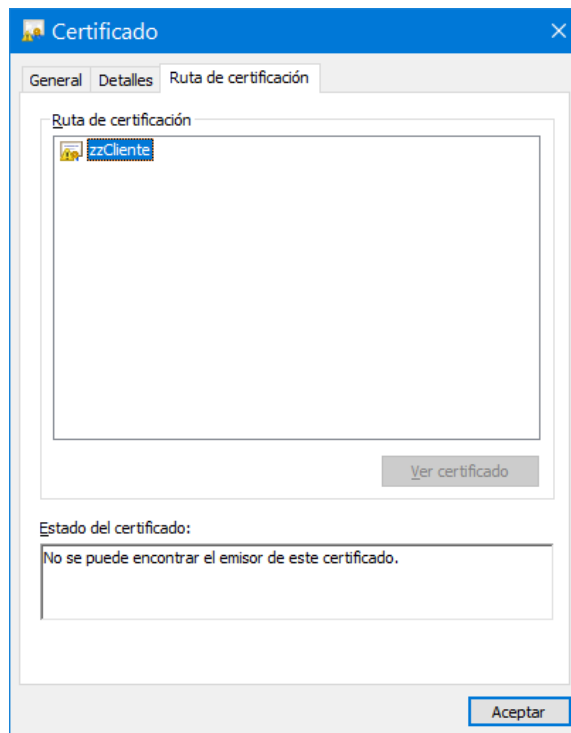 Certificado
General Detalles Ruta de certificación
Ruta de certificación
zzCliente
Ver certificado
Estado del certificado:
No se puede encontrar el emisor de este certificado.
Aceptar